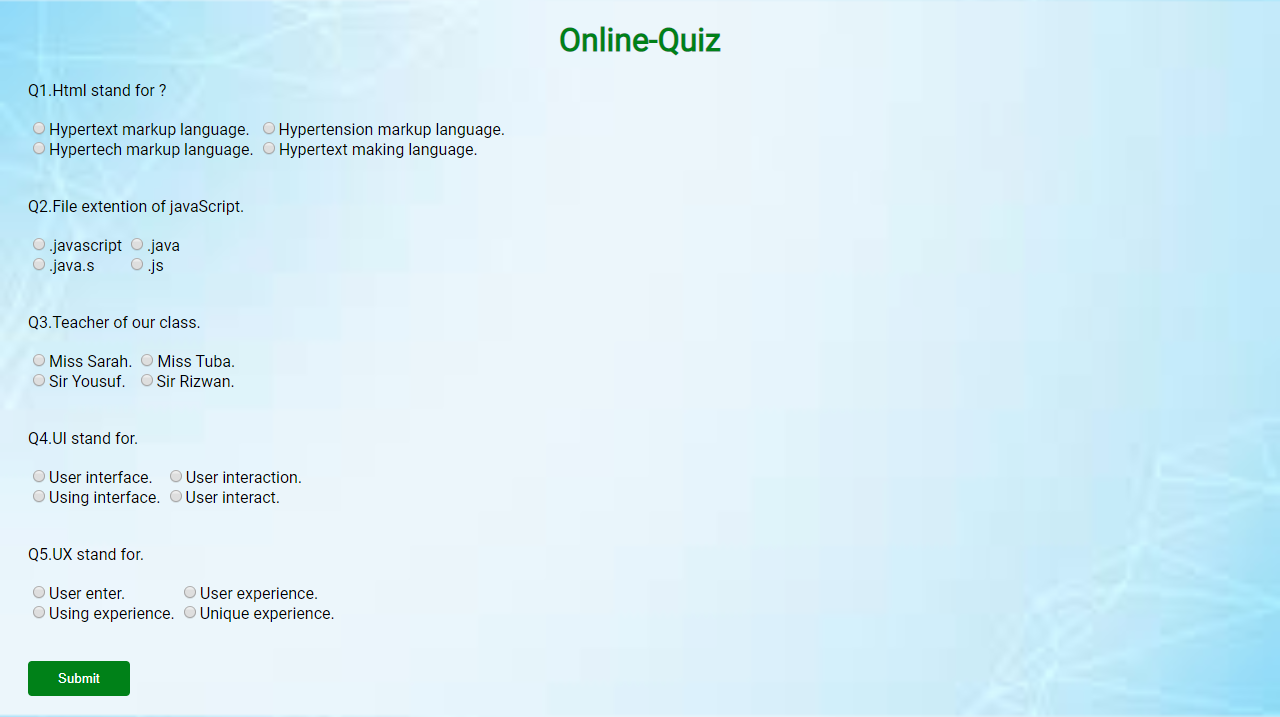 Online-Quiz
Q1.Html stand for ?
Hypertext markup language. Hypertension markup language.
Hypertech markup language. Hypertext making language.
Q2.File extention of javaScript.
.javascript .java
.java.s .js
Q3.Teacher of our class.
Miss Sarah. Miss Tuba.
Sir Yousuf. Sir Rizwan.
Q4.UI stand for.
User interface. User interaction.
Using interface. User interact.
Q5.UX stand for.
User enter. User experience.
Using experience. Unique experience.
Submit